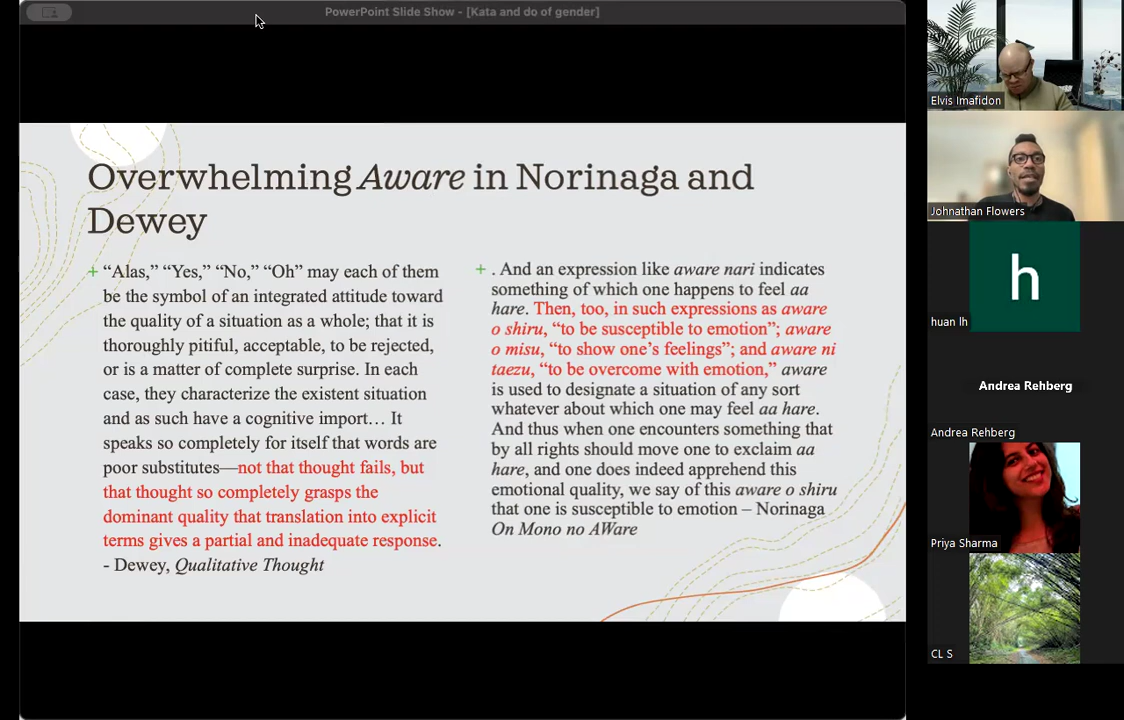 PowerPoint Slide Show - [Kata and do of gender]
Overwhelming Aware in Norinaga and
Dewey
+ “Alas,” “Yes,” “No,” “Oh” may each of them
be the symbol of an integrated attitude toward
the quality of a situation as a whole; that it is
thoroughly pitiful, acceptable, to be rejected,
or is a matter of complete surprise. In each
case, they characterize the existent situation
and as such have a cognitive import… It
speaks so completely for itself that words are
poor substitutes—not that thought fails, but
that thought so completely grasps the
dominant quality that translation into explicit
terms gives a partial and inadequate response.
- Dewey, Qualitative Thought
+ . And an expression like aware nari indicates
something of which one happens to feel aa
hare. Then, too, in such expressions as aware
o shiru, “to be susceptible to emotion”; aware
o misu, “to show one’s feelings”; and aware ni
taezu, “to be overcome with emotion,” aware
is used to designate a situation of any sort
whatever about which one may feel aa hare.
And thus when one encounters something that
by all rights should move one to exclaim aa
hare, and one does indeed apprehend this
emotional quality, we say of this aware o shiru
that one is susceptible to emotion – Norinaga
On Mono no AWare
Elvis Imafidon
Johnathan Flowers
h
huan lh
Andrea Rehberg
Andrea Rehberg
Priya Sharma
CL S